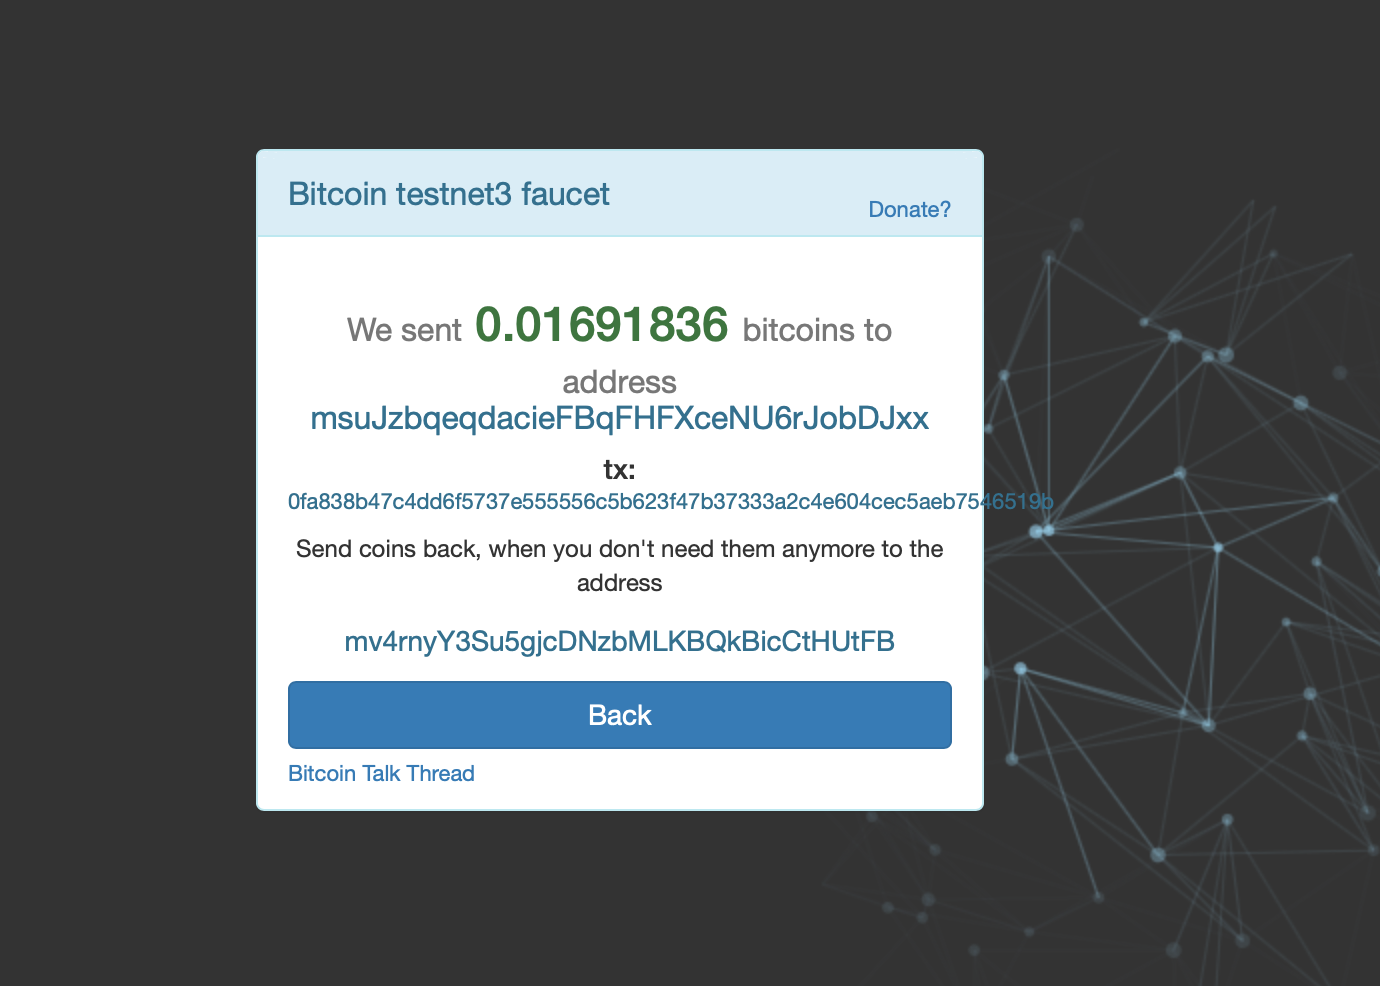 Bitcoin testnet3 faucet
Donate?
We sent 0.01691836 bitcoins to
address
msuJzbqeqdacieFBqFHFXceNU6rJobDJxx
tx:
0fa838b47c4dd6f5737e555556c5b623f47b37333a2c4e604cec5aeb7546519b
Send coins back, when you don't need them anymore to the
address
mv4rnyY3Su5gjcDNzbMLKBQkBicCtHUtFB
Back
Bitcoin Talk Thread